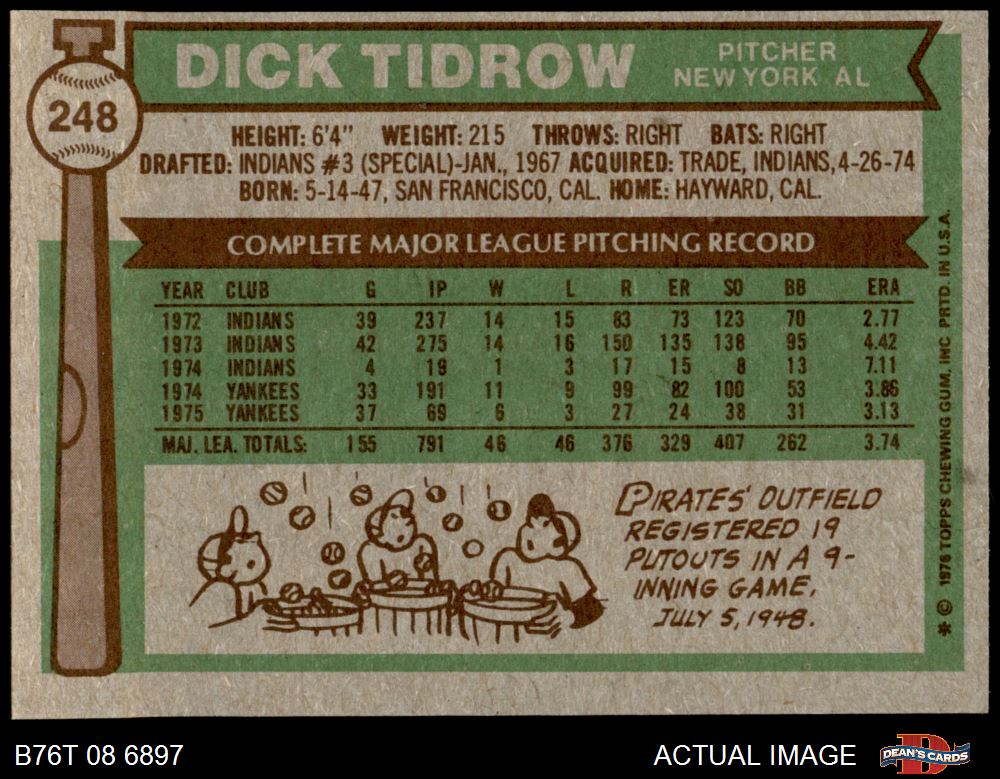 DICK TIDROW
PITCHER
NEW YORK AL
248
HEIGHT: 6'4" WEIGHT: 215 THROWS: RIGHT BATS: RIGHT
DRAFTED: INDIANS #3 (SPECIAL)-JAN., 1967 ACQUIRED: TRADE, INDIANS, 4-26-74
BORN: 5-14-47, SAN FRANCISCO, CAL. HOME: HAYWARD, CAL.
COMPLETE MAJOR LEAGUE PITCHING RECORD
YEAR CLUB G IP W L R ER SO BB ERA
1972 INDIANS 39 237 14 15 83 73 123 70 2.77
1973 INDIANS 42 275 14 16 150 135 138 95 4.42
1974 INDIANS 4 19 1 3 17 15 8 13 7.11
1974 YANKEES 33 191 11 9 99 82 100 53 3.86
1975 YANKEES 37 69 6 3 27 24 38 31 3.13
MAJ. LEA. TOTALS: 155 791 46 46 376 329 407 262 3.74
PIRATES' OUTFIELD
REGISTERED 19
PUTOUTS IN A 9-
INNING GAME,
JULY 5, 1948.
* © 1976 TOPPS CHEWING GUM, INC PRTD. IN U.S.A.
B76T 08 6897
ACTUAL IMAGE
D
DEAN'S CARDS